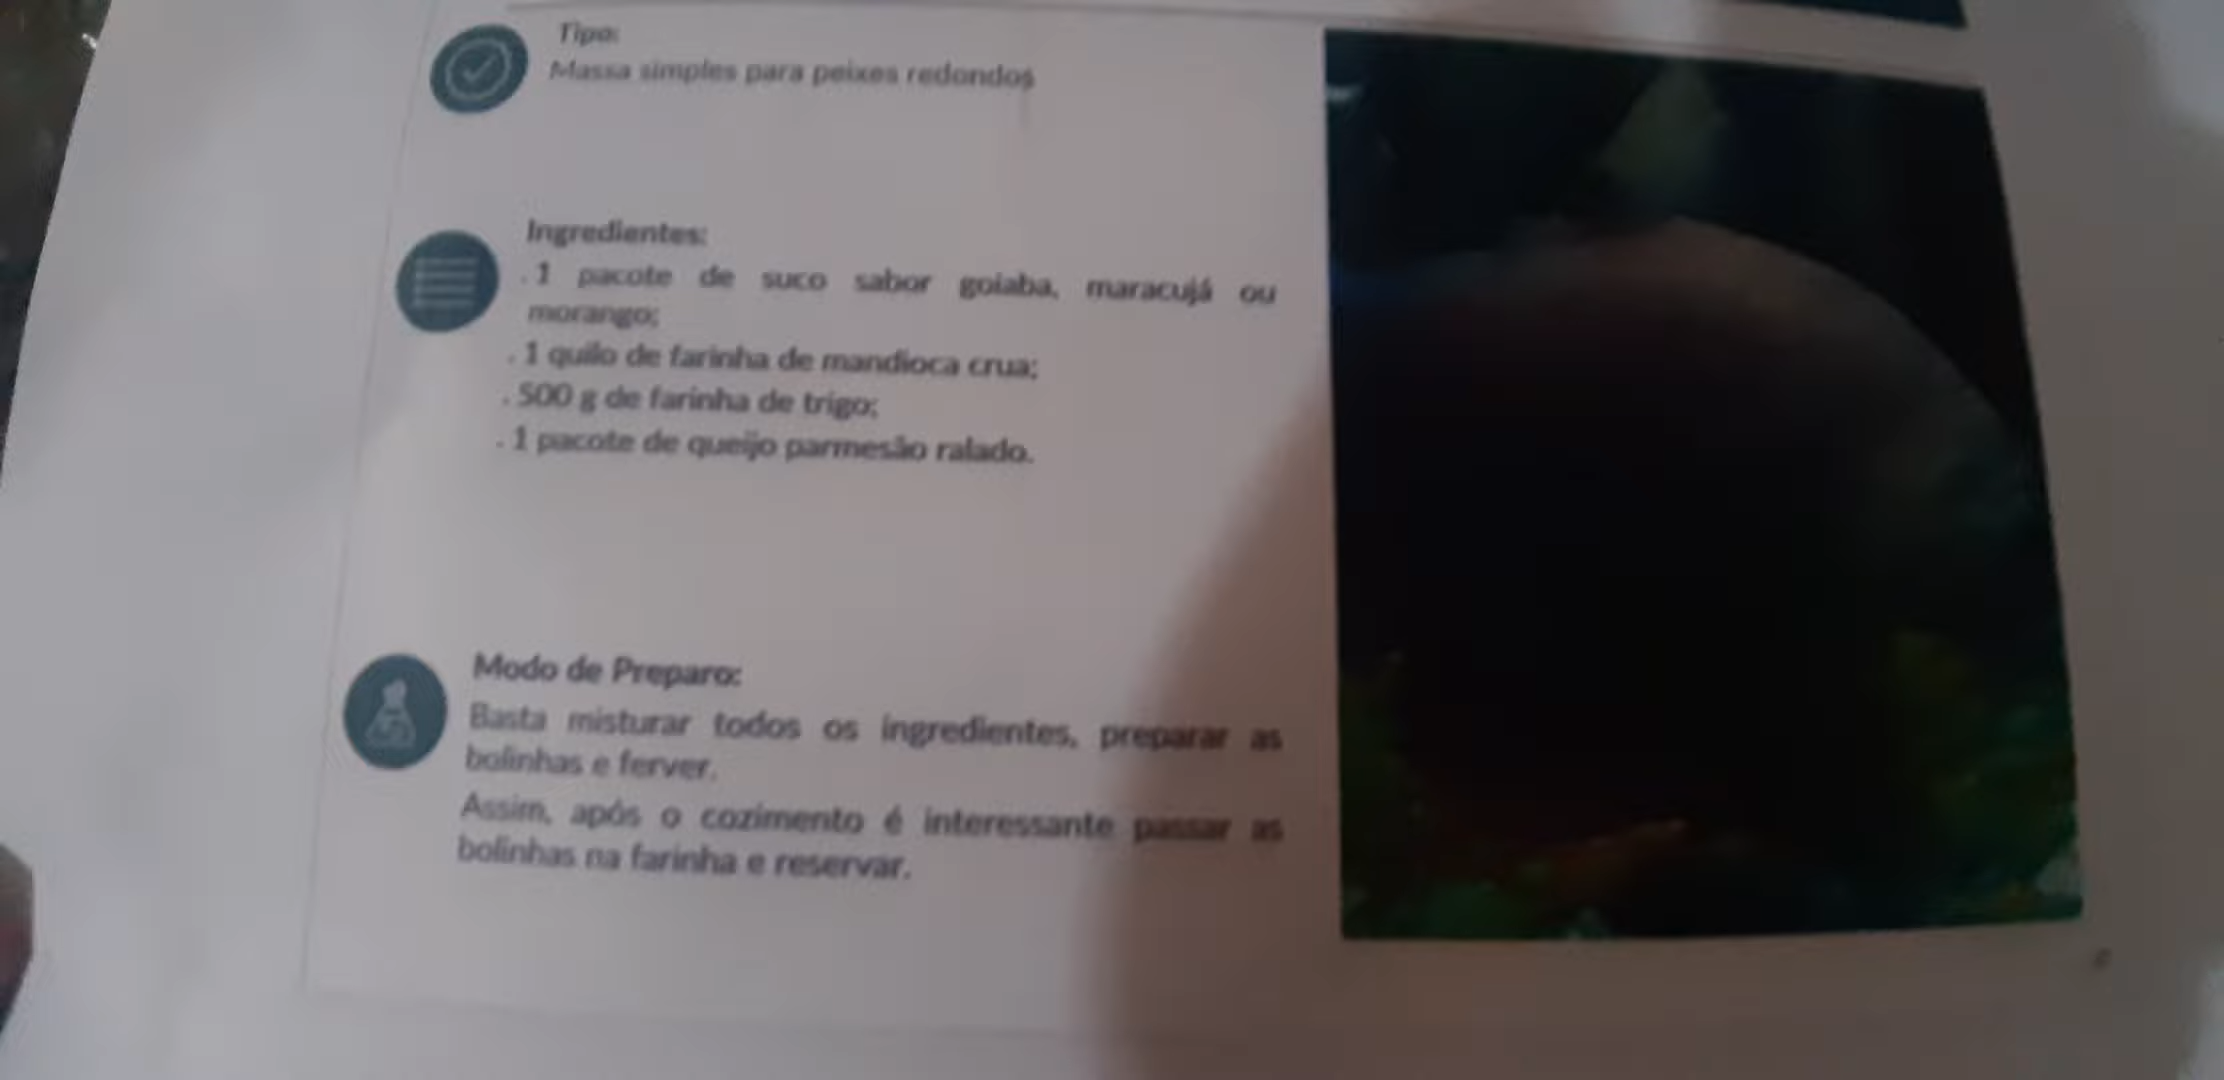 Tipo:
Massa simples para peixes redondos
Ingredientes:
. 1 pacote de suco sabor goiaba, maracujá ou
morango;
. 1 quilo de farinha de mandioca crua;
. 500 g de farinha de trigo;
. 1 pacote de queijo parmesão ralado.
Modo de Preparo:
Basta misturar todos os ingredientes, preparar as
bolinhas e ferver.
Assim, após o cozimento é interessante passar as
bolinhas na farinha e reservar.